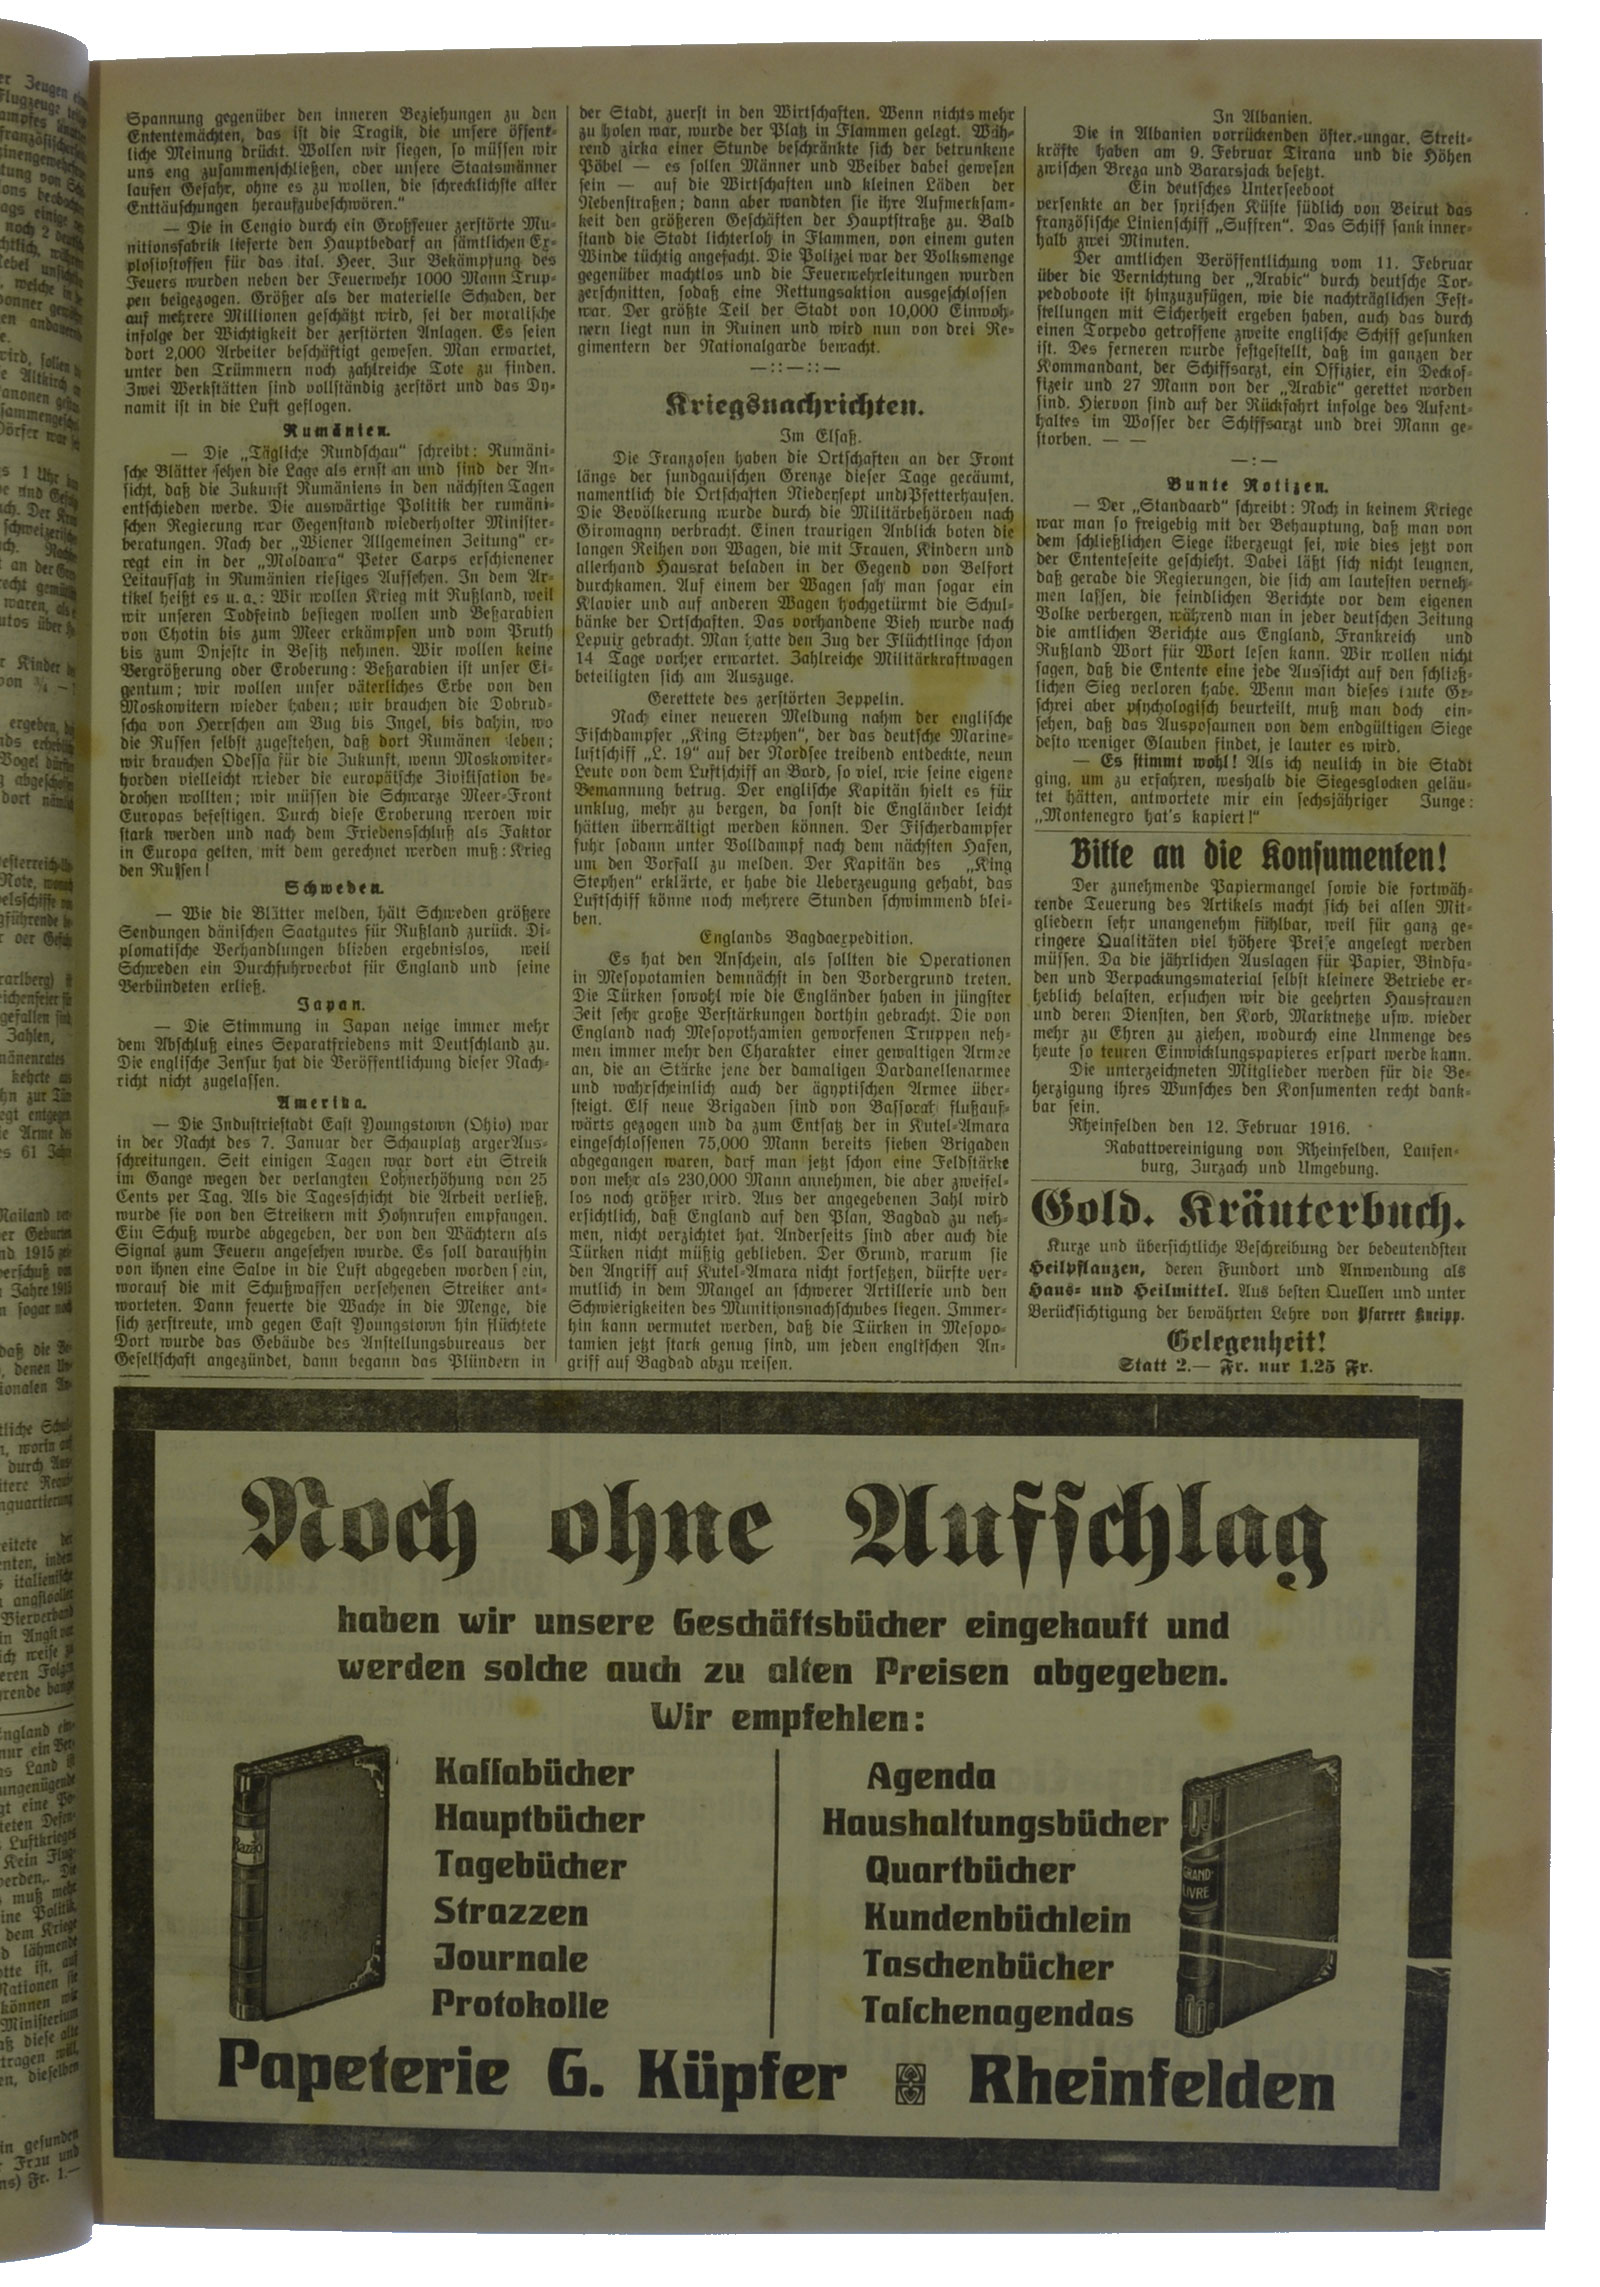 Spannung gegenüber den inneren Beziehungen zu den
Ententemächten, das ist die Tragik, die unsere öffent-
liche Meinung drückt. Wollen wir siegen, so müssen wir
uns eng zusammenschließen, oder unsere Staatsmänner
laufen Gefahr, ohne es zu wollen, die schrecklichste aller
Enttäuschungen heraufzubeschwören."
— Die in Cengio durch ein Großfeuer zerstörte Mu-
nitionsfabrik lieferte den Hauptbedarf an sämtlichen Ex-
plosivstoffen für das ital. Heer. Zur Bekämpfung des
Feuers wurden neben der Feuerwehr 1000 Mann Trup-
pen beigezogen. Größer als der materielle Schaden, der
auf mehrere Millionen geschätzt wird, sei der moralische
infolge der Wichtigkeit der zerstörten Anlagen. Es seien
dort 2,000 Arbeiter beschäftigt gewesen. Man erwartet,
unter den Trümmern noch zahlreiche Tote zu finden.
Zwei Werkstätten sind vollständig zerstört und das Dy-
namit ist in die Luft geflogen.
Rumänien.
— Die „Tägliche Rundschau" schreibt: Rumäni-
sche Blätter sehen die Lage als ernst an und sind der An-
sicht, daß die Zukunft Rumäniens in den nächsten Tagen
entschieden werde. Die auswärtige Politik der rumäni-
schen Regierung war Gegenstand wiederholter Minister-
beratungen. Nach der „Wiener Allgemeinen Zeitung" er-
regt ein in der „Moldawa" Peter Carps erschienener
Leitaufsatz in Rumänien riesiges Aufsehen. In dem Ar-
tikel heißt es u. a.: Wir wollen Krieg mit Rußland, weil
wir unseren Todfeind besiegen wollen und Beßarabien
von Chotin bis zum Meer erkämpfen und vom Pruth
bis zum Dnjestr in Besitz nehmen. Wir wollen keine
Vergrößerung oder Eroberung: Beßarabien ist unser Ei-
gentum; wir wollen unser väterliches Erbe von den
Moskowitern wieder haben; wir brauchen die Dobrud-
scha von Herrschen am Bug bis Ingel, bis dahin, wo
die Russen selbst zugestehen, daß dort Rumänen leben;
wir brauchen Odessa für die Zukunft, wenn Moskowiter-
horden vielleicht wieder die europäische Zivilisation be-
drohen wollten; wir müssen die Schwarze Meer-Front
Europas befestigen. Durch diese Eroberung werden wir
stark werden und nach dem Friedensschluß als Faktor
in Europa gelten, mit dem gerechnet werden muß: Krieg
den Russen!
Schweden.
— Wie die Blätter melden, hält Schweden größere
Sendungen dänischen Saatgutes für Rußland zurück. Di-
plomatische Verhandlungen blieben ergebnislos, weil
Schweden ein Durchfuhrverbot für England und seine
Verbündeten erließ.
Japan.
— Die Stimmung in Japan neige immer mehr
dem Abschluß eines Separatfriedens mit Deutschland zu.
Die englische Zensur hat die Veröffentlichung dieser Nach-
richt nicht zugelassen.
Amerika.
— Die Industriestadt East Youngstown (Ohio) war
in der Nacht des 7. Januar der Schauplatz arger Aus-
schreitungen. Seit einigen Tagen war dort ein Streik
im Gange wegen der verlangten Lohnerhöhung von 25
Cents per Tag. Als die Tagesschicht die Arbeit verließ,
wurde sie von den Streikern mit Hohnrufen empfangen.
Ein Schuß wurde abgegeben, der von den Wächtern als
Signal zum Feuern angesehen wurde. Es soll daraufhin
von ihnen eine Salve in die Luft abgegeben worden sein,
worauf die mit Schußwaffen versehenen Streiker ant-
worteten. Dann feuerte die Wache in die Menge, die
sich zerstreute, und gegen East Youngstown hin flüchtete
Dort wurde das Gebäude des Anstellungsbureaus der
Gesellschaft angezündet, dann begann das Plündern in
der Stadt, zuerst in den Wirtschaften. Wenn nichts mehr
zu holen war, wurde der Platz in Flammen gelegt. Wäh-
rend zirka einer Stunde beschränkte sich der betrunkene
Pöbel — es sollen Männer und Weiber dabei gewesen
sein — auf die Wirtschaften und kleinen Läden der
Nebenstraßen; dann aber wandten sie ihre Aufmerksam-
keit den größeren Geschäften der Hauptstraße zu. Bald
stand die Stadt lichterloh in Flammen, von einem guten
Winde tüchtig angefacht. Die Polizei war der Volksmenge
gegenüber machtlos und die Feuerwehrleitungen wurden
zerschnitten, sodaß eine Rettungsaktion ausgeschlossen
war. Der größte Teil der Stadt von 10,000 Einwoh-
nern liegt nun in Ruinen und wird nun von drei Re-
gimentern der Nationalgarde bewacht.
—::—::—
Kriegsnachrichten.
Im Elsaß.
Die Franzosen haben die Ortschaften an der Front
längs der sundgauischen Grenze dieser Tage geräumt,
namentlich die Ortschaften Niedersept und Pfetterhausen.
Die Bevölkerung wurde durch die Militärbehörden nach
Giromagny verbracht. Einen traurigen Anblick boten die
langen Reihen von Wagen, die mit Frauen, Kindern und
allerhand Hausrat beladen in der Gegend von Belfort
durchkamen. Auf einem der Wagen sah man sogar ein
Klavier und auf anderen Wagen hochgetürmt die Schul-
bänke der Ortschaften. Das vorhandene Vieh wurde nach
Lepuix gebracht. Man hatte den Zug der Flüchtlinge schon
14 Tage vorher erwartet. Zahlreiche Militärkraftwagen
beteiligten sich am Auszuge.
Gerettete des zerstörten Zeppelin.
Nach einer neueren Meldung nahm der englische
Fischdampfer „King Stephen", der das deutsche Marine-
luftschiff „L. 19" auf der Nordsee treibend entdeckte, neun
Leute von dem Luftschiff an Bord, so viel, wie seine eigene
Bemannung betrug. Der englische Kapitän hielt es für
unklug, mehr zu bergen, da sonst die Engländer leicht
hätten überwältigt werden können. Der Fischerdampfer
fuhr sodann unter Volldampf nach dem nächsten Hafen,
um den Vorfall zu melden. Der Kapitän des „King
Stephen" erklärte, er habe die Ueberzeugung gehabt, das
Luftschiff könne noch mehrere Stunden schwimmend blei-
ben.
Englands Bagdaexpedition.
Es hat den Anschein, als sollten die Operationen
in Mesopotamien demnächst in den Vordergrund treten.
Die Türken sowohl wie die Engländer haben in jüngster
Zeit sehr große Verstärkungen dorthin gebracht. Die von
England nach Mesopothamien geworfenen Truppen neh-
men immer mehr den Charakter einer gewaltigen Armee
an, die an Stärke jene der damaligen Dardanellenarmee
und wahrscheinlich auch der ägyptischen Armee über-
steigt. Elf neue Brigaden sind von Bassorat flußauf-
wärts gezogen und da zum Entsatz der in Kutel-Amara
eingeschlossenen 75,000 Mann bereits sieben Brigaden
abgegangen waren, darf man jetzt schon eine Feldstärke
von mehr als 230,000 Mann annehmen, die aber zweifel-
los noch größer wird. Aus der angegebenen Zahl wird
ersichtlich, daß England auf den Plan, Bagdad zu neh-
men, nicht verzichtet hat. Anderseits sind aber auch die
Türken nicht müßig geblieben. Der Grund, warum sie
den Angriff auf Kutel-Amara nicht fortsetzen, dürfte ver-
mutlich in dem Mangel an schwerer Artillerie und den
Schwierigkeiten des Munitionsnachschubes liegen. Immer-
hin kann vermutet werden, daß die Türken in Mesopo-
tamien jetzt stark genug sind, um jeden englischen An-
griff auf Bagdad abzuweisen.
In Albanien.
Die in Albanien vorrückenden öster.-ungar. Streit-
kräfte haben am 9. Februar Tirana und die Höhen
zwischen Breza und Bararsjack besetzt.
Ein deutsches Unterseeboot
versenkte an der syrischen Küste südlich von Beirut das
französische Linienschiff „Suffren". Das Schiff sank inner-
halb zwei Minuten.
Der amtlichen Veröffentlichung vom 11. Februar
über die Vernichtung der „Arabic" durch deutsche Tor-
pedoboote ist hinzuzufügen, wie die nachträglichen Fest-
stellungen mit Sicherheit ergeben haben, auch das durch
einen Torpedo getroffene zweite englische Schiff gesunken
ist. Des ferneren wurde festgestellt, daß im ganzen der
Kommandant, der Schiffsarzt, ein Offizier, ein Deckof-
fizeir und 27 Mann von der „Arabic" gerettet worden
sind. Hiervon sind auf der Rückfahrt infolge des Aufent-
haltes im Wasser der Schiffsarzt und drei Mann ge-
storben. — —
—:—
Bunte Notizen.
— Der „Standaard" schreibt: Noch in keinem Kriege
war man so freigebig mit der Behauptung, daß man von
dem schließlichen Siege überzeugt sei, wie dies jetzt von
der Ententeseite geschieht. Dabei läßt sich nicht leugnen,
daß gerade die Regierungen, die sich am lautesten verneh-
men lassen, die feindlichen Berichte vor dem eigenen
Volke verbergen, während man in jeder deutschen Zeitung
die amtlichen Berichte aus England, Frankreich und
Rußland Wort für Wort lesen kann. Wir wollen nicht
sagen, daß die Entente eine jede Aussicht auf den schließ-
lichen Sieg verloren habe. Wenn man dieses laute Ge-
schrei aber psychologisch beurteilt, muß man doch ein-
sehen, daß das Ausposaunen von dem endgültigen Siege
desto weniger Glauben findet, je lauter es wird.
— Es stimmt wohl! Als ich neulich in die Stadt
ging, um zu erfahren, weshalb die Siegesglocken geläu-
tet hätten, antwortete mir ein sechsjähriger Junge:
„Montenegro hat's kapiert!"
Bitte an die Konsumenten!
Der zunehmende Papiermangel sowie die fortwäh-
rende Teuerung des Artikels macht sich bei allen Mit-
gliedern sehr unangenehm fühlbar, weil für ganz ge-
ringere Qualitäten viel höhere Preise angelegt werden
müssen. Da die jährlichen Auslagen für Papier, Bindfa-
den und Verpackungsmaterial selbst kleinere Betriebe er-
heblich belasten, ersuchen wir die geehrten Hausfrauen
und deren Diensten, den Korb, Marktnetze usw. wieder
mehr zu Ehren zu ziehen, wodurch eine Unmenge des
heute so teuren Einwicklungspapieres erspart werde kann.
Die unterzeichneten Mitglieder werden für die Be-
herzigung ihres Wunsches den Konsumenten recht dank-
bar sein.
Rheinfelden den 12. Februar 1916.
Rabattvereinigung von Rheinfelden, Laufen-
burg, Zurzach und Umgebung.
Gold. Kräuterbuch.
Kurze und übersichtliche Beschreibung der bedeutendsten
Heilpflanzen, deren Fundort und Anwendung als
Haus- und Heilmittel. Aus besten Quellen und unter
Berücksichtigung der bewährten Lehre von Pfarrer Kneipp.
Gelegenheit!
Statt 2.— Fr. nur 1.25 Fr.
Noch ohne Aufschlag
haben wir unsere Geschäftsbücher eingekauft und
werden solche auch zu alten Preisen abgegeben.
Wir empfehlen:
Kassabücher
Hauptbücher
Tagebücher
Strazzen
Journale
Protokolle
Agenda
Haushaltungsbücher
Quartbücher
Kundenbüchlein
Taschenbücher
Taschenagendas
GRAND-
LIVRE
Papeterie G. Küpfer Rheinfelden